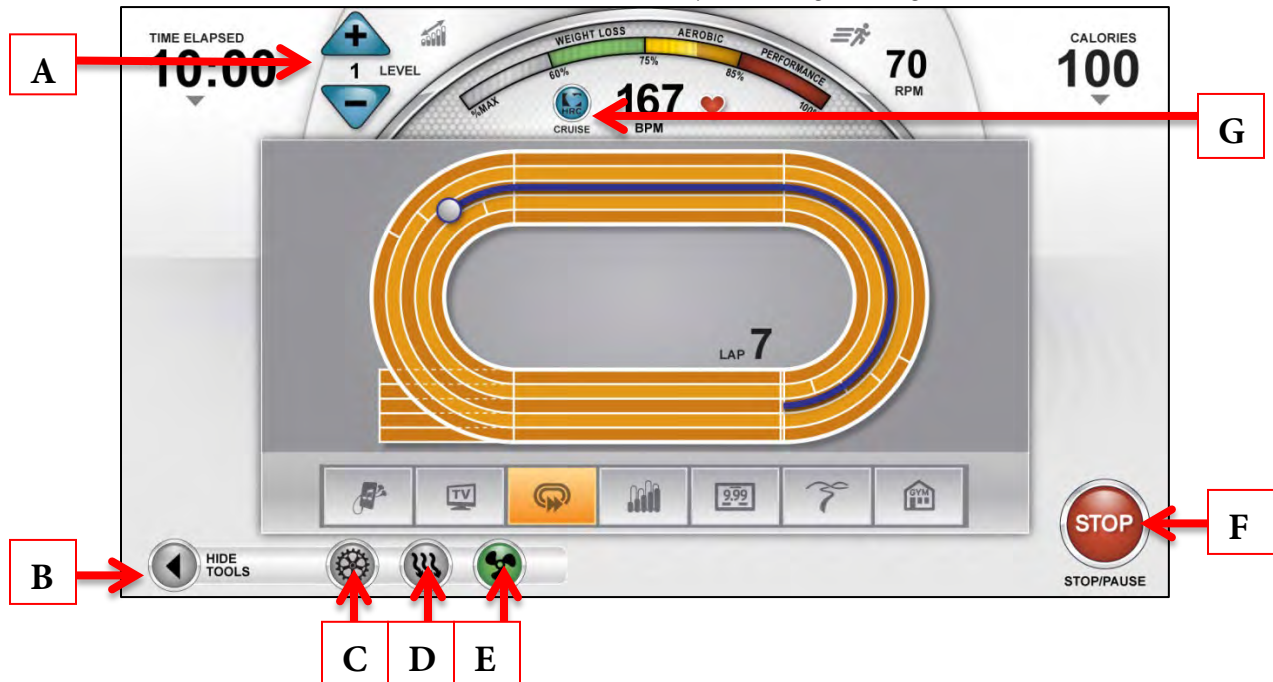 TIME ELAPSED
10:00
1 LEVEL
WEIGHT LOSS
AEROBIC
PERFORMANCE
%MAX
60%
75%
85%
HRC
CRUISE
167
BPM
70
RPM
CALORIES
100
A
G
LAP 7
TV
9.99
GYM
STOP
STOP/PAUSE
F
HIDE
TOOLS
B
C
D
E